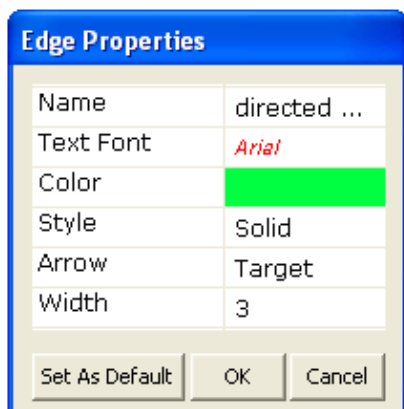 Edge Properties
Name directed ...
Text Font Arial
Color
Style Solid
Arrow Target
Width 3
Set As Default OK Cancel